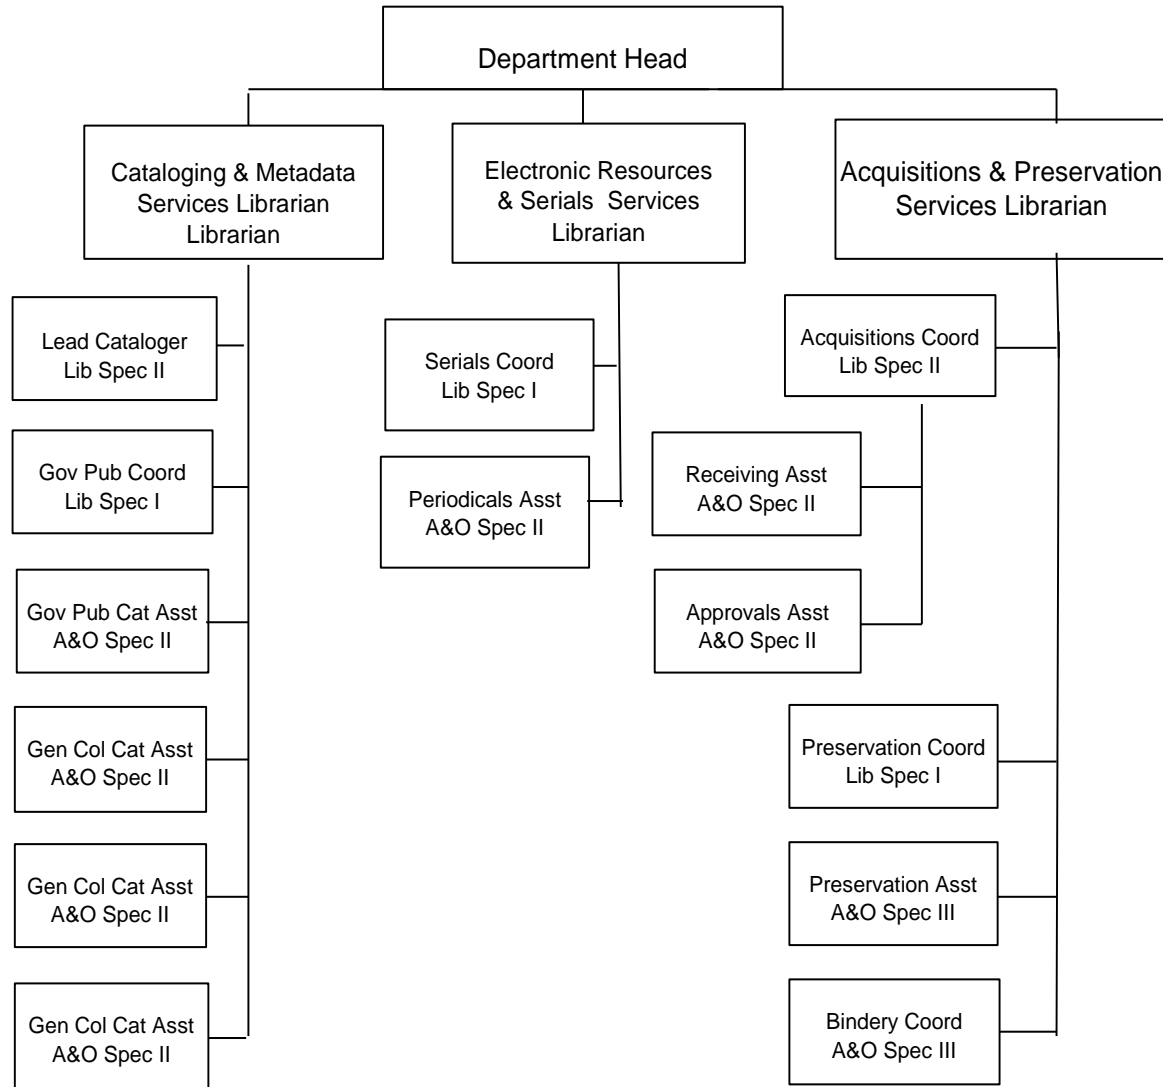 Department Head
Cataloging & Metadata
Services Librarian
Librarian
Electronic Resources
& Serials Services
Librarian
Acquisitions & Preservation
Services Librarian
Lead Cataloger
Lib Spec II
Gov Pub Coord
Lib Spec I
Gov Pub Cat Asst
A&O Spec II
Gen Col Cat Asst
A&O Spec II
Gen Col Cat Asst
A&O Spec II
Gen Col Cat Asst
A&O Spec II
Serials Coord
Lib Spec I
Periodicals Asst
A&O Spec II
Acquisitions Coord
Lib Spec II
Receiving Asst
A&O Spec II
Approvals Asst
A&O Spec II
Preservation Coord
Lib Spec I
Preservation Asst
A&O Spec III
Bindery Coord
A&O Spec III